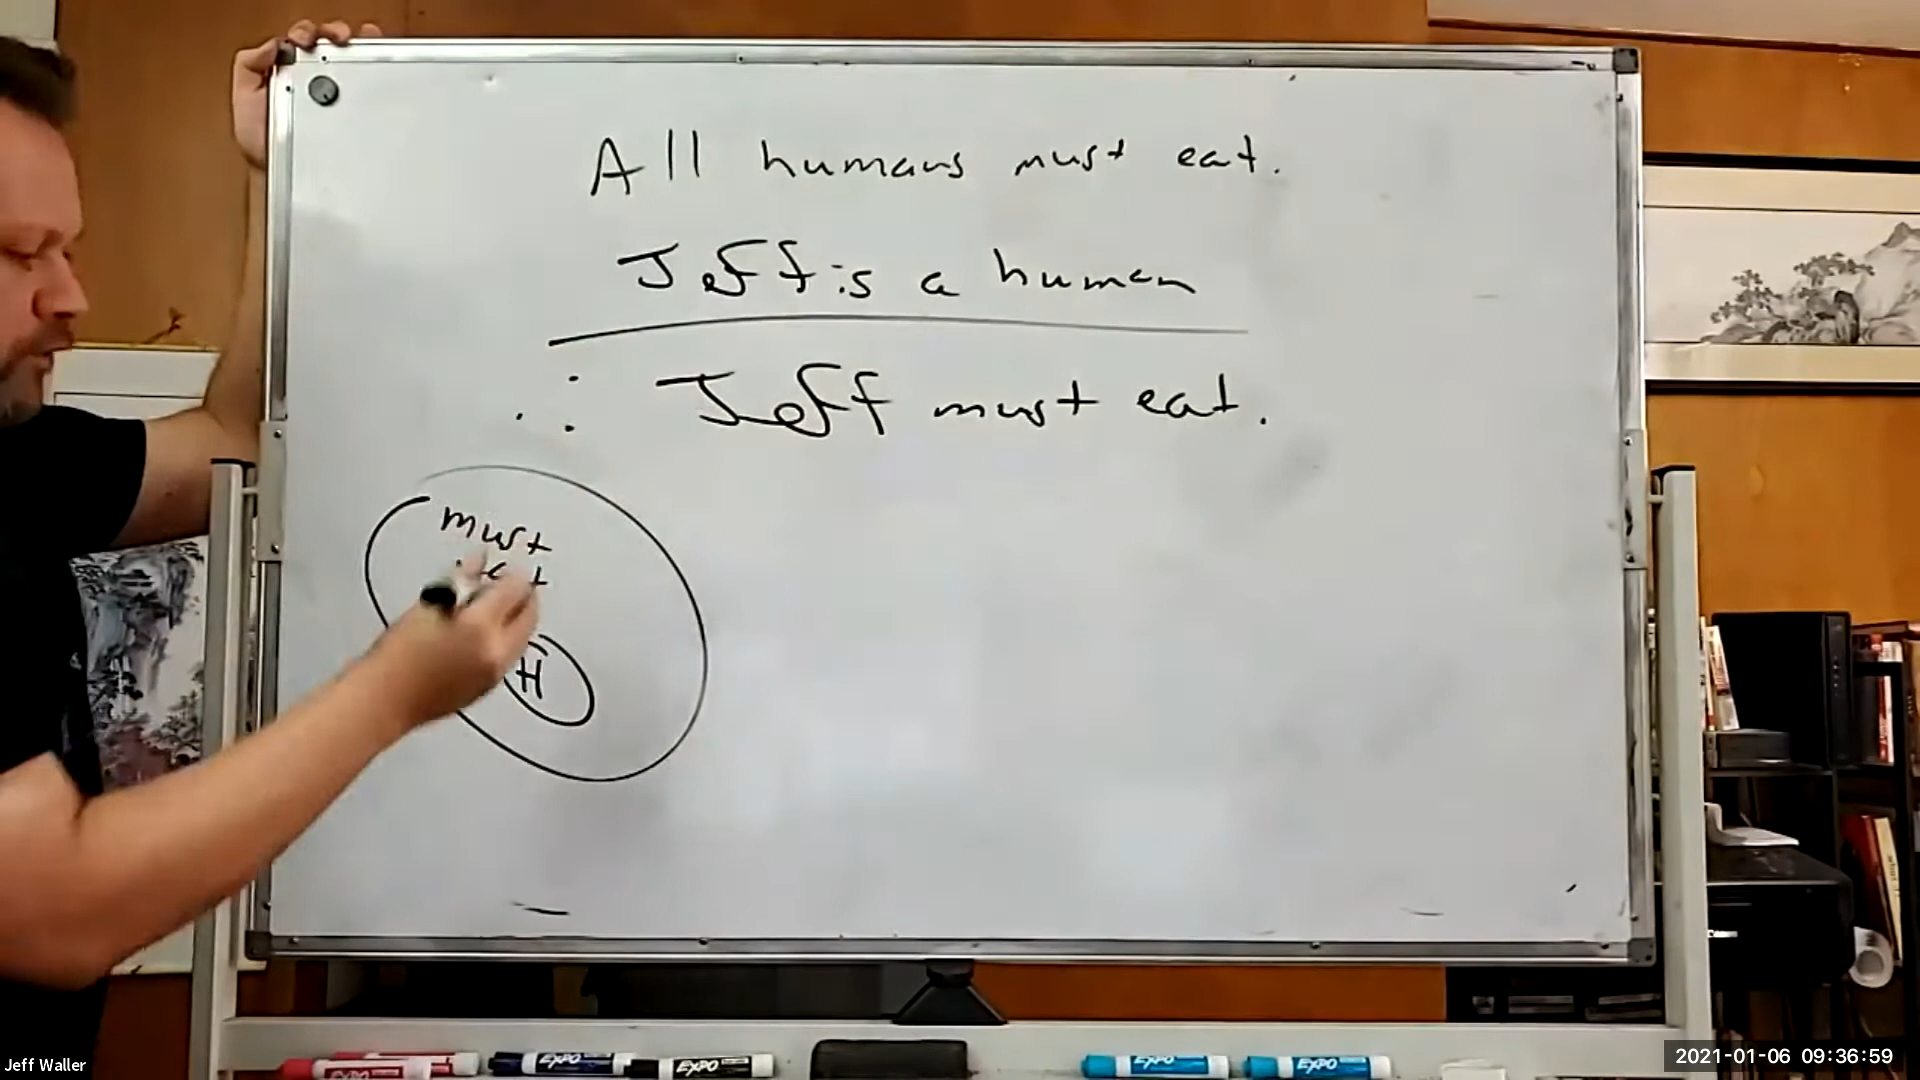 All humans must eat.
Jeff is a human
∴ Jeff must eat.
must
H
Jeff Waller
2021-01-06 09:36:59
EXPO
EXPO
EXPO
EXPO
EXPO